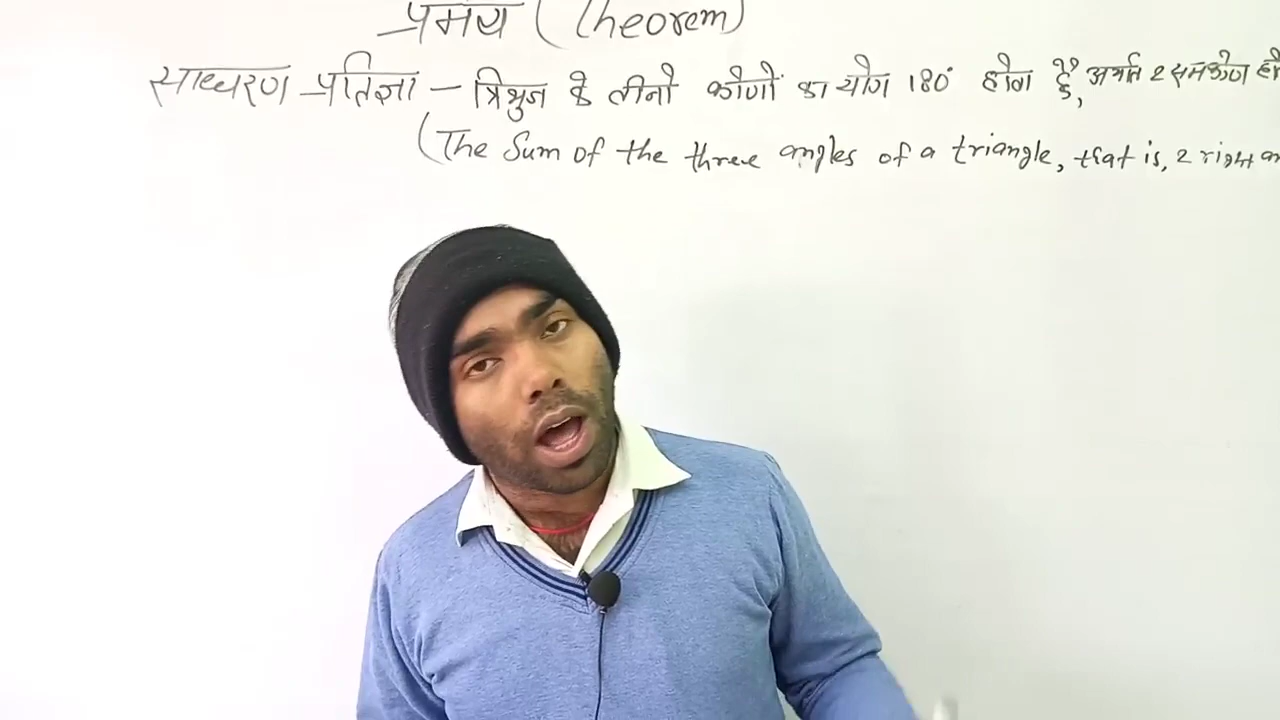 प्रमेय (Theorem)
साधारण प्रतिज्ञा – त्रिभुज के तीनो कोणों का योग 180° होता है, अर्थात 2 समकोण हो
(The Sum of the three angles of a triangle, that is, 2 right an